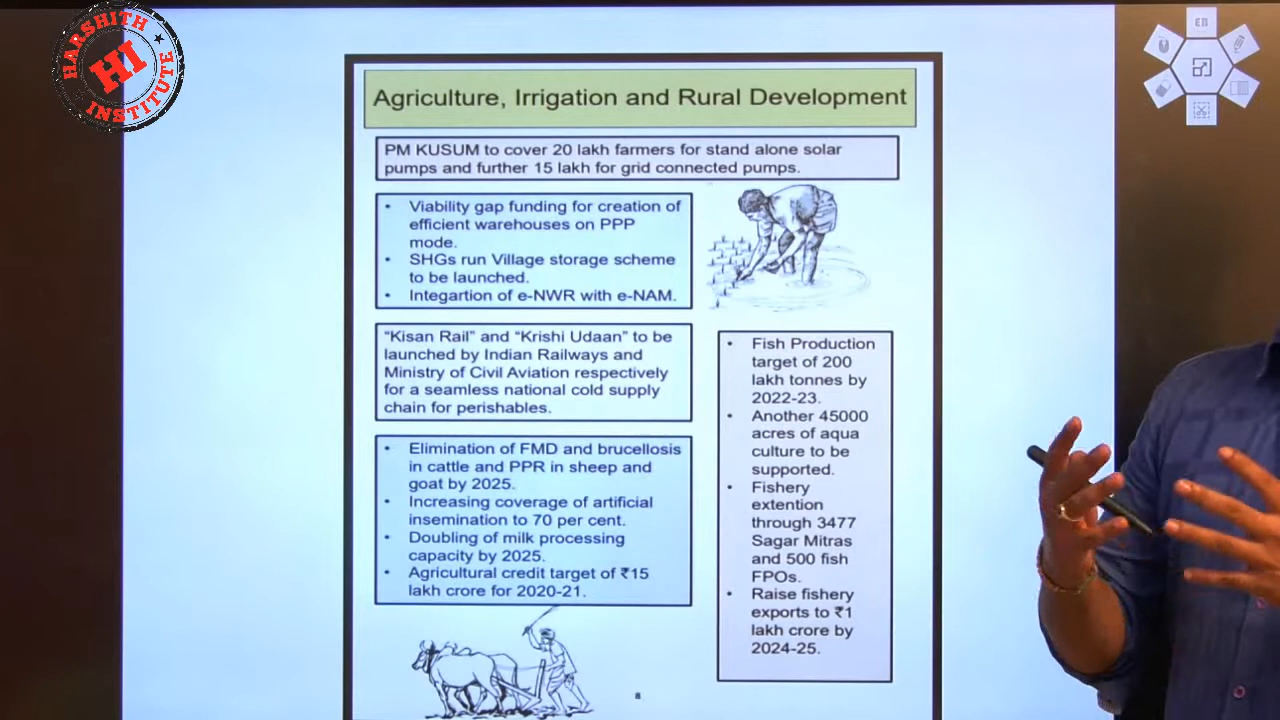 HARSHITH
HI
INSTITUTE
EB
Agriculture, Irrigation and Rural Development
PM KUSUM to cover 20 lakh farmers for stand alone solar
pumps and further 15 lakh for grid connected pumps.
• Viability gap funding for creation of
efficient warehouses on PPP
mode.
• SHGs run Village storage scheme
to be launched.
• Integartion of e-NWR with e-NAM.
“Kisan Rail” and “Krishi Udaan” to be
launched by Indian Railways and
Ministry of Civil Aviation respectively
for a seamless national cold supply
chain for perishables.
• Elimination of FMD and brucellosis
in cattle and PPR in sheep and
goat by 2025.
• Increasing coverage of artificial
insemination to 70 per cent.
• Doubling of milk processing
capacity by 2025.
• Agricultural credit target of ₹15
lakh crore for 2020-21.
• Fish Production
target of 200
lakh tonnes by
2022-23.
• Another 45000
acres of aqua
culture to be
supported.
• Fishery
extention
through 3477
Sagar Mitras
and 500 fish
FPOs.
• Raise fishery
exports to ₹1
lakh crore by
2024-25.
8